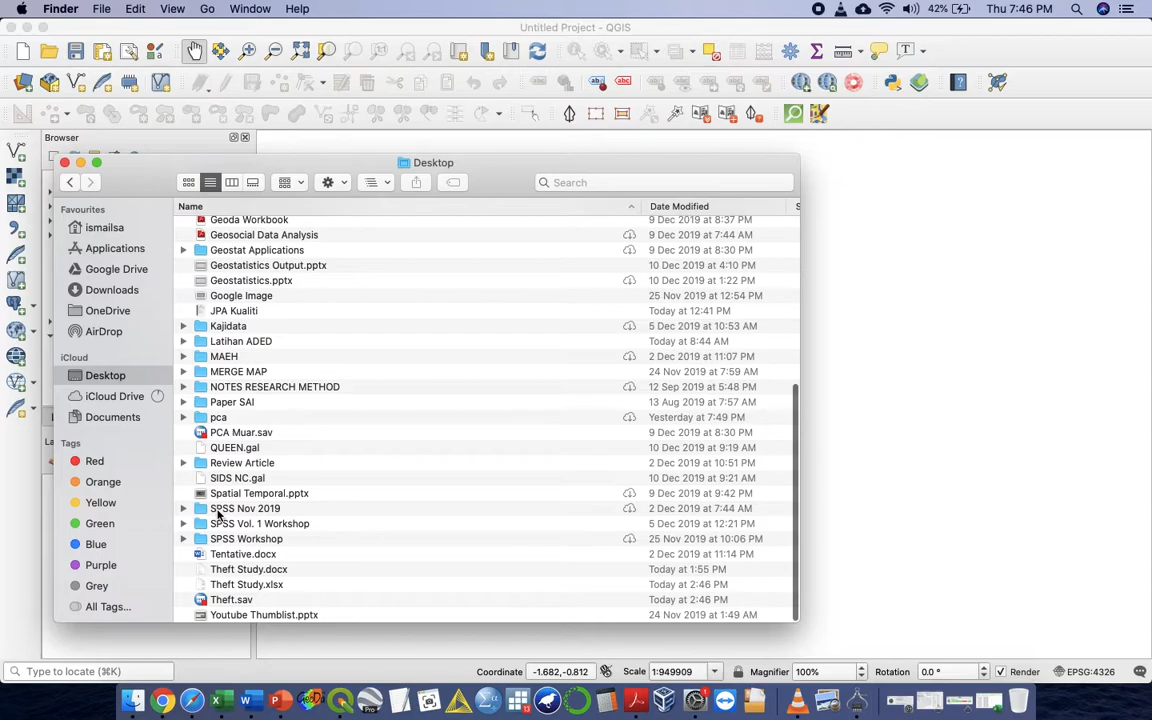 Finder File Edit View Go Window Help 42% Thu 7:46 PM
Untitled Project - QGIS
Browser
Desktop
Search
Favourites
ismailsa
Applications
Google Drive
Downloads
OneDrive
AirDrop
iCloud
Desktop
iCloud Drive
Documents
Tags
Red
Orange
Yellow
Green
Blue
Purple
Grey
All Tags...
Name Date Modified S
Geoda Workbook 9 Dec 2019 at 8:37 PM
Geosocial Data Analysis 9 Dec 2019 at 7:44 AM
Geostat Applications 9 Dec 2019 at 8:30 PM
Geostatistics Output.pptx 10 Dec 2019 at 4:10 PM
Geostatistics.pptx 10 Dec 2019 at 1:22 PM
Google Image 25 Nov 2019 at 12:54 PM
JPA Kualiti Today at 12:41 PM
Kajidata 5 Dec 2019 at 10:53 AM
Latihan ADED Today at 8:44 AM
MAEH 2 Dec 2019 at 11:07 PM
MERGE MAP 24 Nov 2019 at 7:59 AM
NOTES RESEARCH METHOD 12 Sep 2019 at 5:48 PM
Paper SAI 13 Aug 2019 at 7:57 AM
pca Yesterday at 7:49 PM
PCA Muar.sav 9 Dec 2019 at 8:30 PM
QUEEN.gal 10 Dec 2019 at 9:19 AM
Review Article 2 Dec 2019 at 10:51 PM
SIDS NC.gal 10 Dec 2019 at 9:21 AM
Spatial Temporal.pptx 9 Dec 2019 at 9:42 PM
SPSS Nov 2019 2 Dec 2019 at 7:44 AM
SPSS Vol. 1 Workshop 5 Dec 2019 at 12:21 PM
SPSS Workshop 25 Nov 2019 at 10:06 PM
Tentative.docx 2 Dec 2019 at 11:14 PM
Theft Study.docx Today at 1:55 PM
Theft Study.xlsx Today at 2:46 PM
Theft.sav Today at 2:46 PM
Youtube Thumblist.pptx 24 Nov 2019 at 1:49 AM
Type to locate (⌘K) Coordinate -1.682,-0.812 Scale 1:949909 Magnifier 100% Rotation 0.0 ° Render EPSG:4326